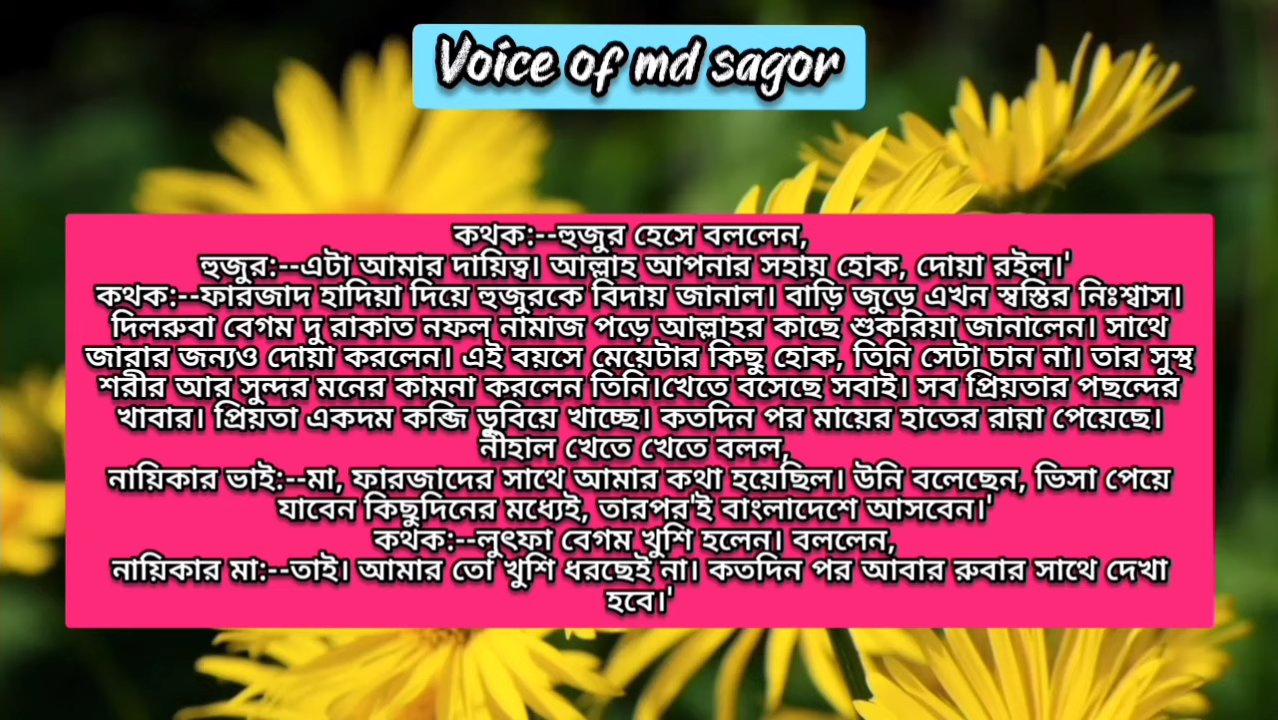 Voice of md sagor
কথক:--হুজুর হেসে বললেন,
হুজুর:--এটা আমার দায়িত্ব। আল্লাহ আপনার সহায় হোক, দোয়া রইল।'
কথক:--ফারজাদ হাদিয়া দিয়ে হুজুরকে বিদায় জানাল। বাড়ি জুড়ে এখন স্বস্তির নিঃশ্বাস।
দিলরুবা বেগম দু রাকাত নফল নামাজ পড়ে আল্লাহর কাছে শুকরিয়া জানালেন। সাথে
জারার জন্যও দোয়া করলেন। এই বয়সে মেয়েটার কিছু হোক, তিনি সেটা চান না। তার সুস্থ
শরীর আর সুন্দর মনের কামনা করলেন তিনি।খেতে বসেছে সবাই। সব প্রিয়তার পছন্দের
খাবার। প্রিয়তা একদম কব্জি ডুবিয়ে খাচ্ছে। কতদিন পর মায়ের হাতের রান্না পেয়েছে।
নীহাল খেতে খেতে বলল,
নায়িকার ভাই:--মা, ফারজাদের সাথে আমার কথা হয়েছিল। উনি বলেছেন, ভিসা পেয়ে
যাবেন কিছুদিনের মধ্যেই, তারপর'ই বাংলাদেশে আসবেন।'
কথক:--লুৎফা বেগম খুশি হলেন। বললেন,
নায়িকার মা:--তাই। আমার তো খুশি ধরছেই না। কতদিন পর আবার রুবার সাথে দেখা
হবে।'